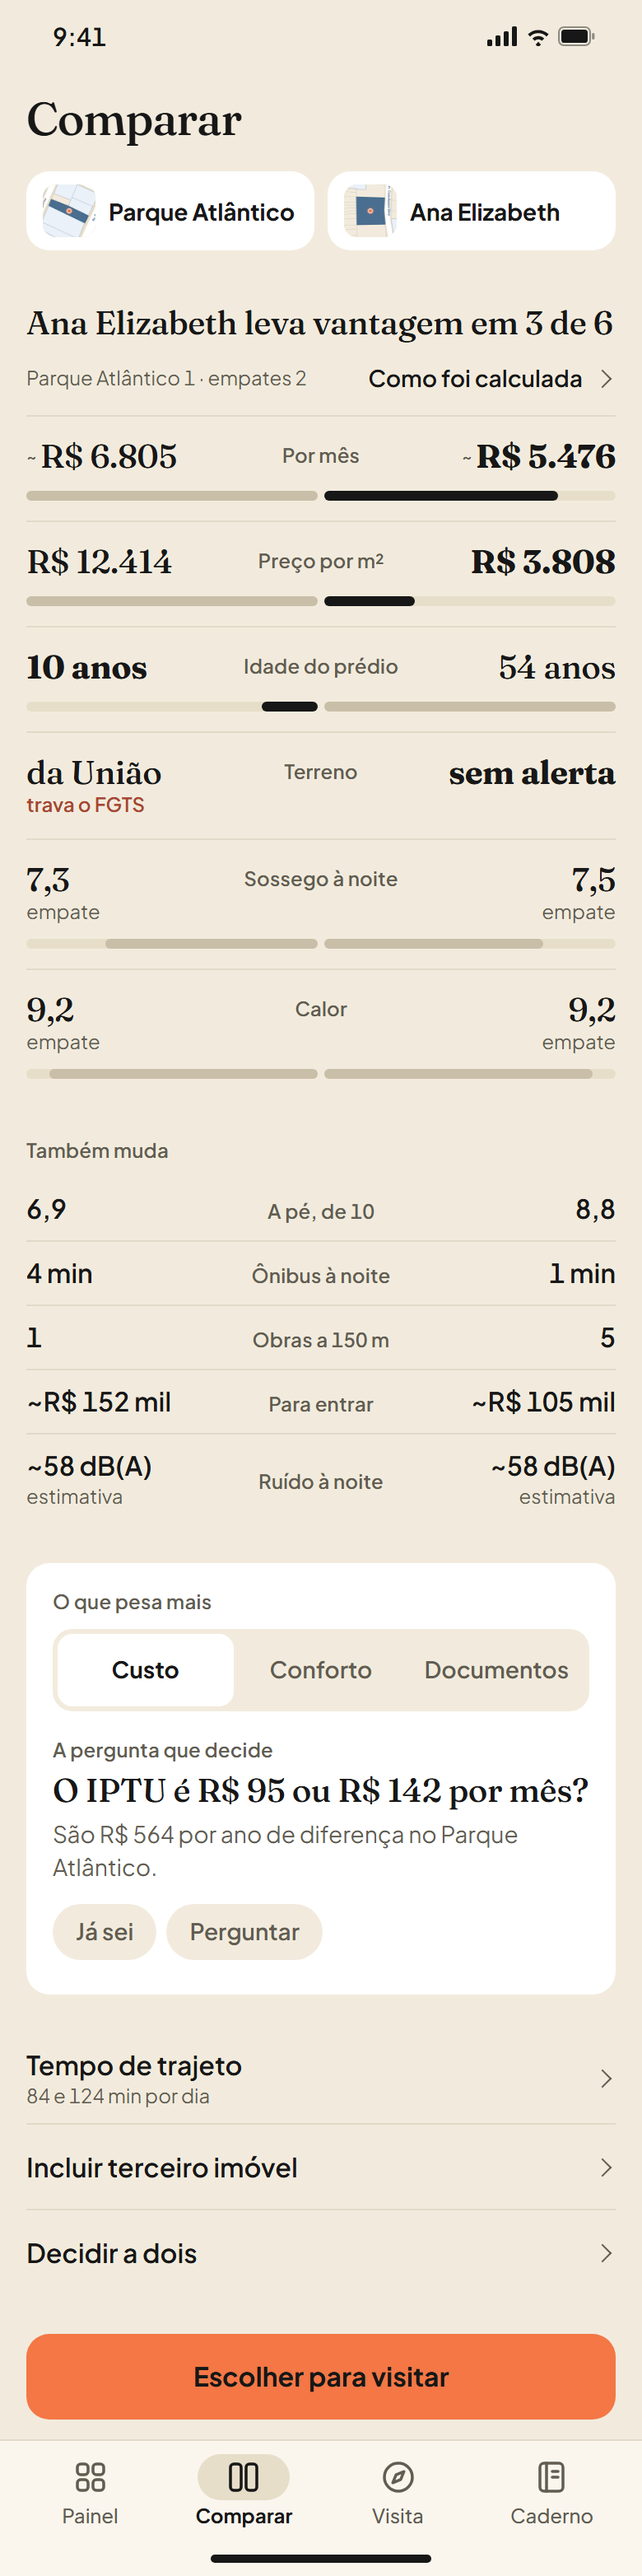 9:41
Comparar
Parque Atlântico
Ana Elizabeth
Ana Elizabeth leva vantagem em 3 de 6
Parque Atlântico 1 · empates 2
Como foi calculada
~ R$ 6.805
Por mês
~ R$ 5.476
R$ 12.414
Preço por m²
R$ 3.808
10 anos
Idade do prédio
54 anos
da União
Terreno
sem alerta
trava o FGTS
7,3
Sossego à noite
7,5
empate
empate
9,2
Calor
9,2
empate
empate
Também muda
6,9
A pé, de 10
8,8
4 min
Ônibus à noite
1 min
1
Obras a 150 m
5
~R$ 152 mil
Para entrar
~R$ 105 mil
~58 dB(A)
Ruído à noite
~58 dB(A)
estimativa
estimativa
O que pesa mais
Custo
Conforto
Documentos
A pergunta que decide
O IPTU é R$ 95 ou R$ 142 por mês?
São R$ 564 por ano de diferença no Parque
Atlântico.
Já sei
Perguntar
Tempo de trajeto
84 e 124 min por dia
Incluir terceiro imóvel
Decidir a dois
Escolher para visitar
Painel
Comparar
Visita
Caderno